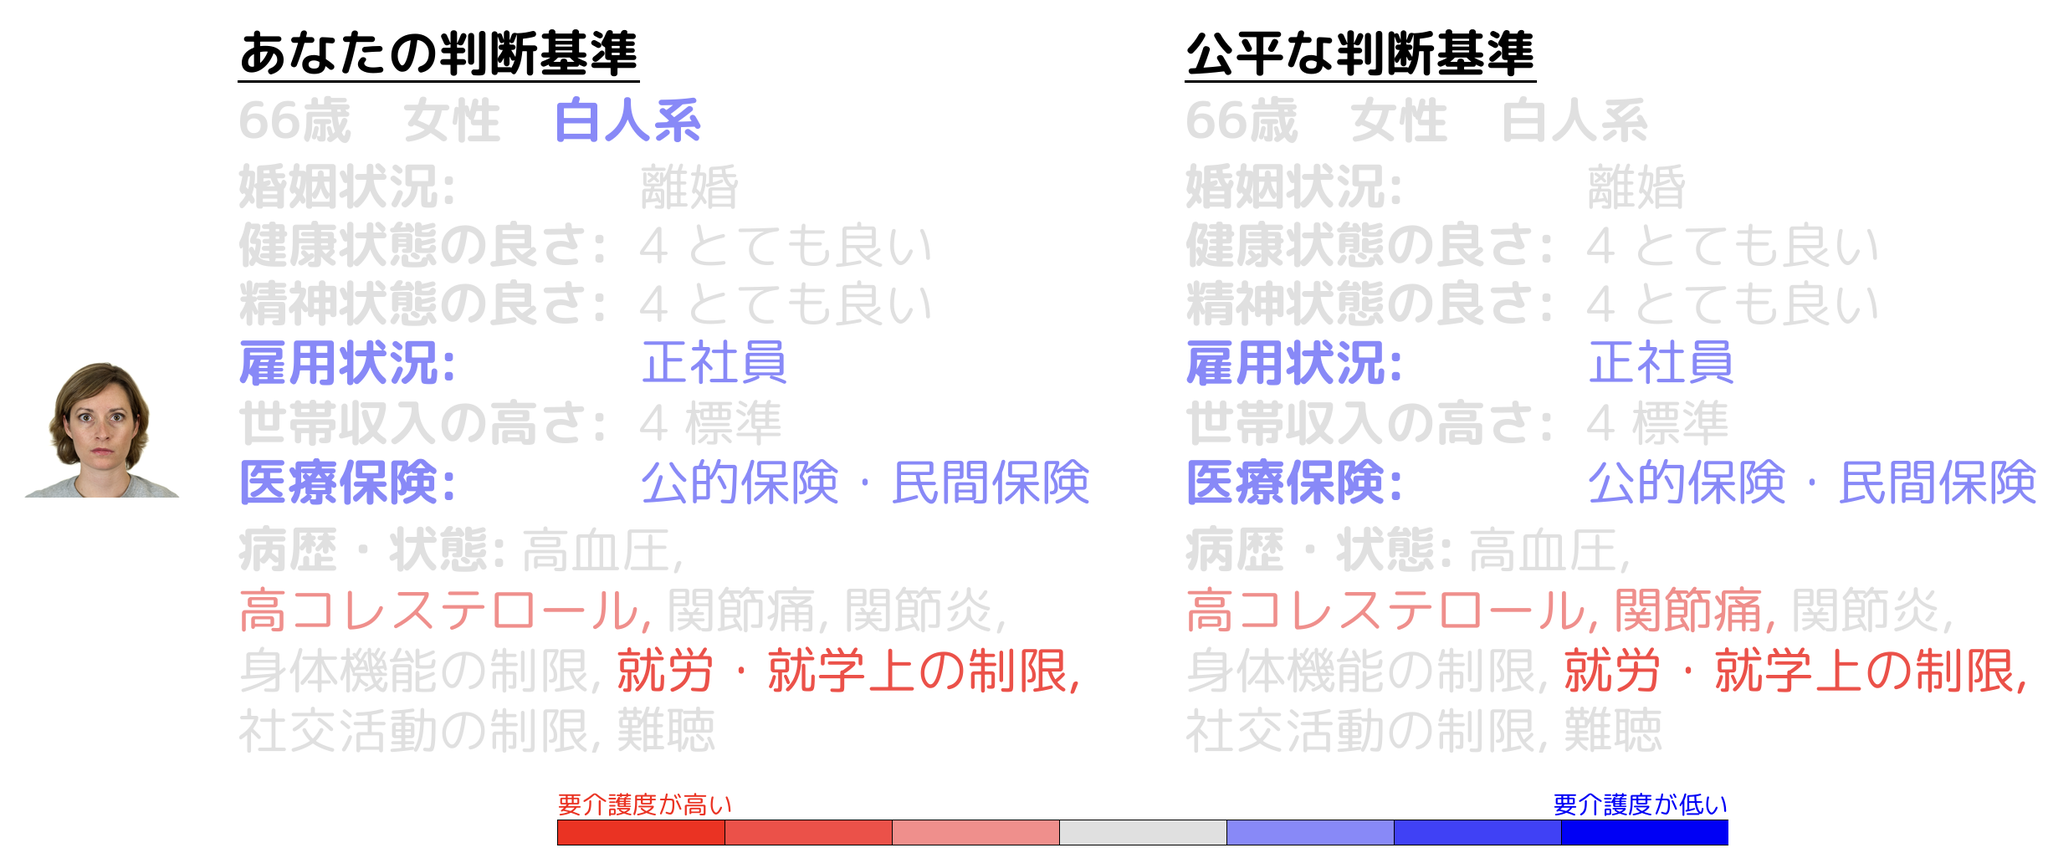 あなたの判断基準
66歳 女性 白人系
婚姻状況: 離婚
健康状態の良さ: 4 とても良い
精神状態の良さ: 4 とても良い
雇用状況: 正社員
世帯収入の高さ: 4 標準
医療保険: 公的保険・民間保険
病歴・状態: 高血圧,
高コレステロール, 関節痛, 関節炎,
身体機能の制限, 就労・就学上の制限,
社交活動の制限, 難聴
公平な判断基準
66歳 女性 白人系
婚姻状況: 離婚
健康状態の良さ: 4 とても良い
精神状態の良さ: 4 とても良い
雇用状況: 正社員
世帯収入の高さ: 4 標準
医療保険: 公的保険・民間保険
病歴・状態: 高血圧,
高コレステロール, 関節痛, 関節炎,
身体機能の制限, 就労・就学上の制限,
社交活動の制限, 難聴
要介護度が高い
要介護度が低い